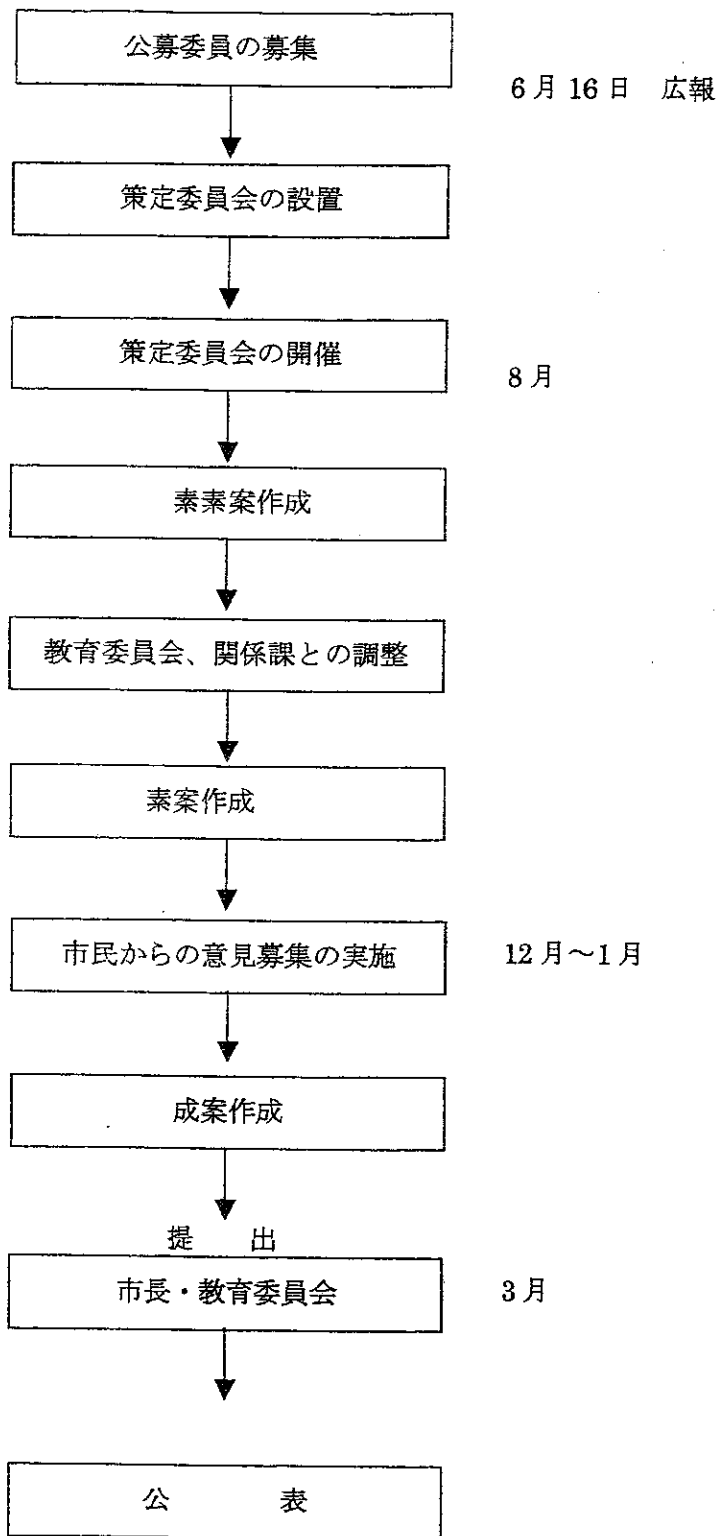 公募委員の募集
6月16日 広報
策定委員会の設置
策定委員会の開催
8月
素素案作成
教育委員会、関係課との調整
素案作成
市民からの意見募集の実施
12月～1月
成案作成
提 出
市長・教育委員会
3月
公 表